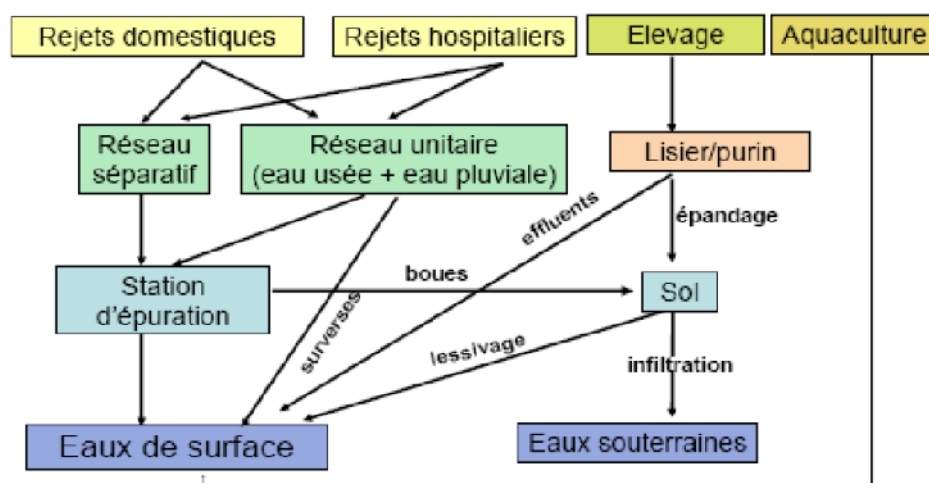 Rejets domestiques
Rejets hospitaliers
Elevage
Aquaculture
Réseau
séparatif
Réseau unitaire
(eau usée + eau pluviale)
Lisier/purin
effluents
épandage
Station
d'épuration
boues
Sol
surverses
lessivage
infiltration
Eaux de surface
Eaux souterraines